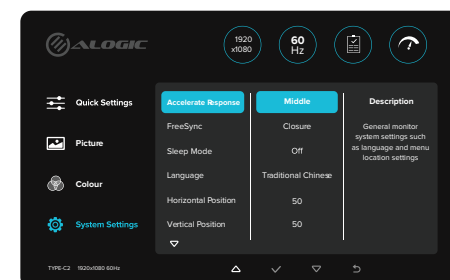 ALOGIC
1920
x1080
60
Hz
Quick Settings
Picture
Colour
System Settings
Accelerate Response
Middle
FreeSync
Closure
Sleep Mode
Off
Language
Traditional Chinese
Horizontal Position
50
Vertical Position
50
Description
General monitor
system settings such
as language and menu
location settings
TYPE-C2 1920x1080 60Hz